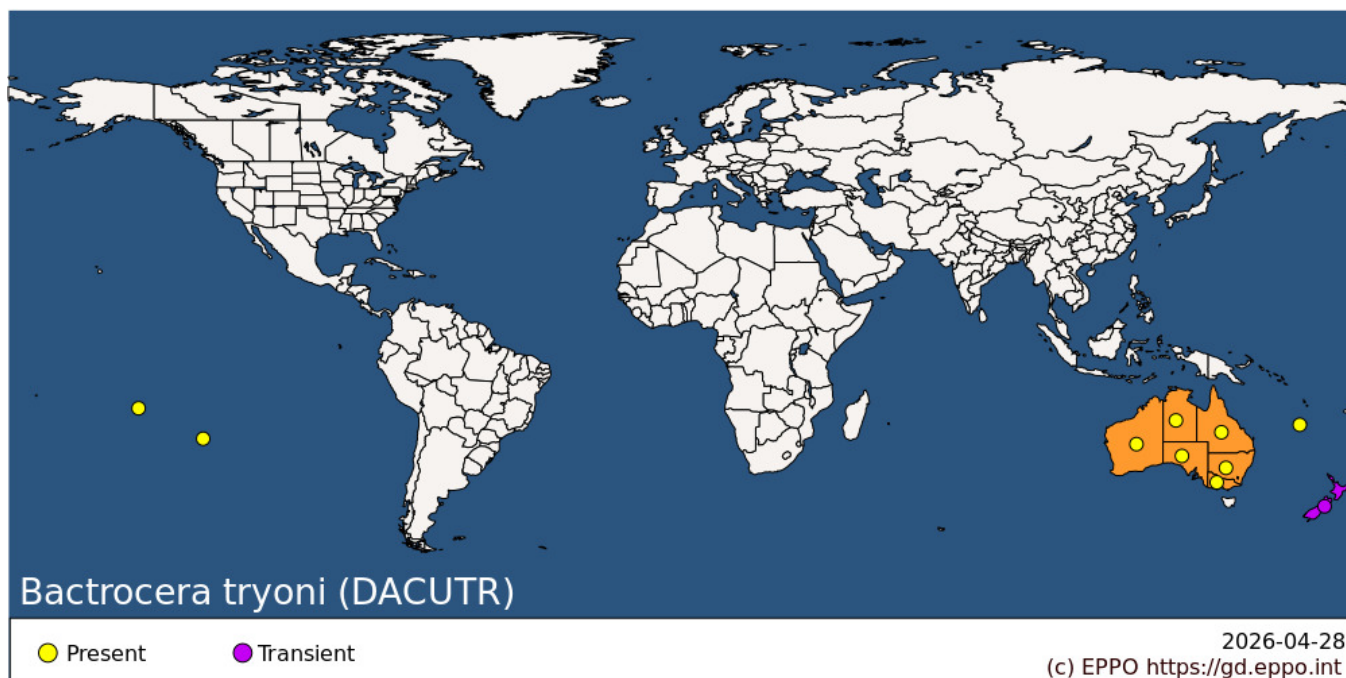 Bactrocera tryoni (DACUTR)
Present
Transient
2026-04-28
(c) EPPO https://gd.eppo.int